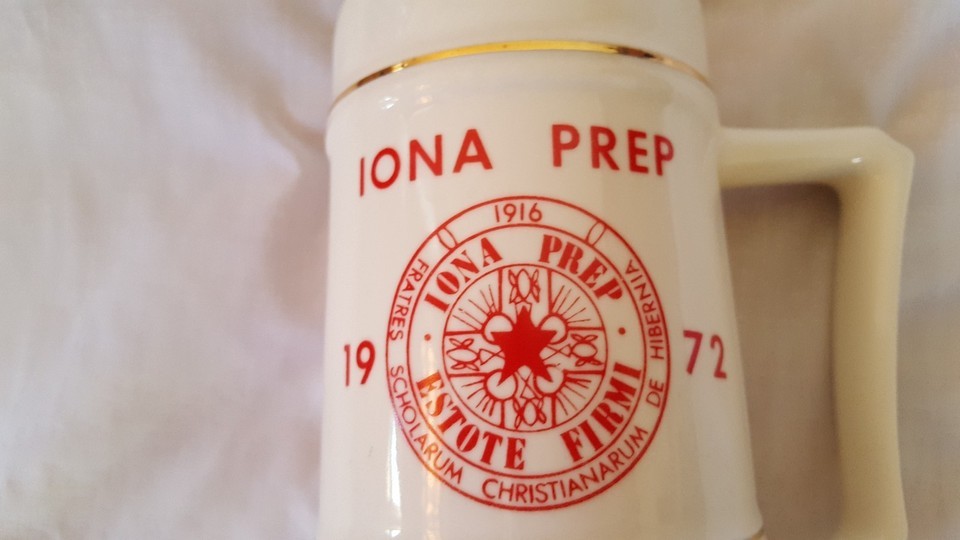 IONA PREP
1916
FRATRES SCHOLARUM CHRISTIANARUM DE HIBERNIA
IONA PREP
ESTOTE FIRMI
19 72